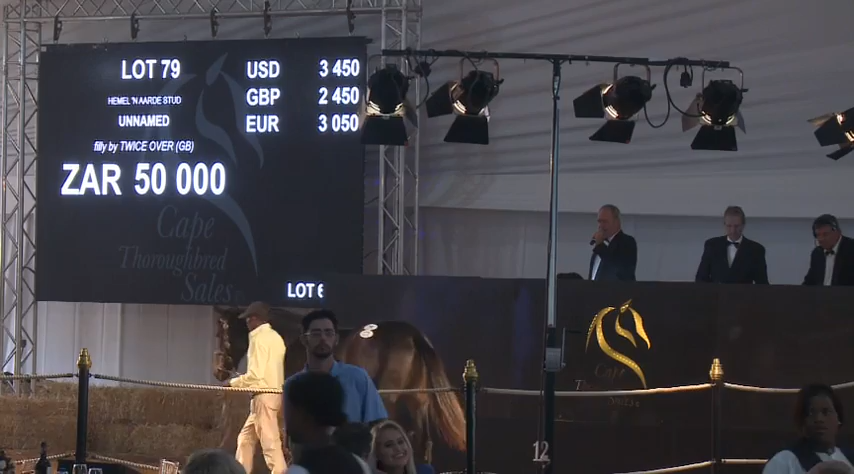 LOT 79
HEMEL 'N AARDE STUD
UNNAMED
filly by TWICE OVER (GB)
ZAR 50 000
USD 3 450
GBP 2 450
EUR 3 050
Cape
Thoroughbred
Sales
LOT 6
Cape
12